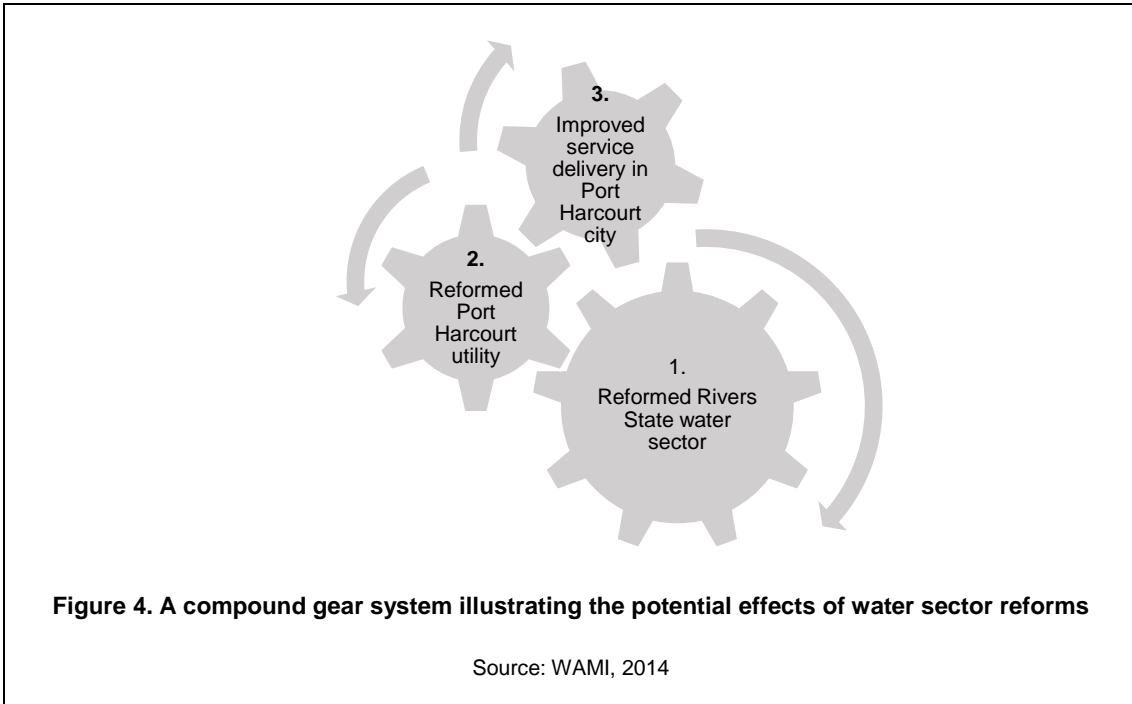 3.
Improved
service
delivery in
Port
Harcourt
city
2.
Reformed
Port
Harcourt
utility
1.
Reformed Rivers
State water
sector
Figure 4. A compound gear system illustrating the potential effects of water sector reforms
Source: WAMI, 2014